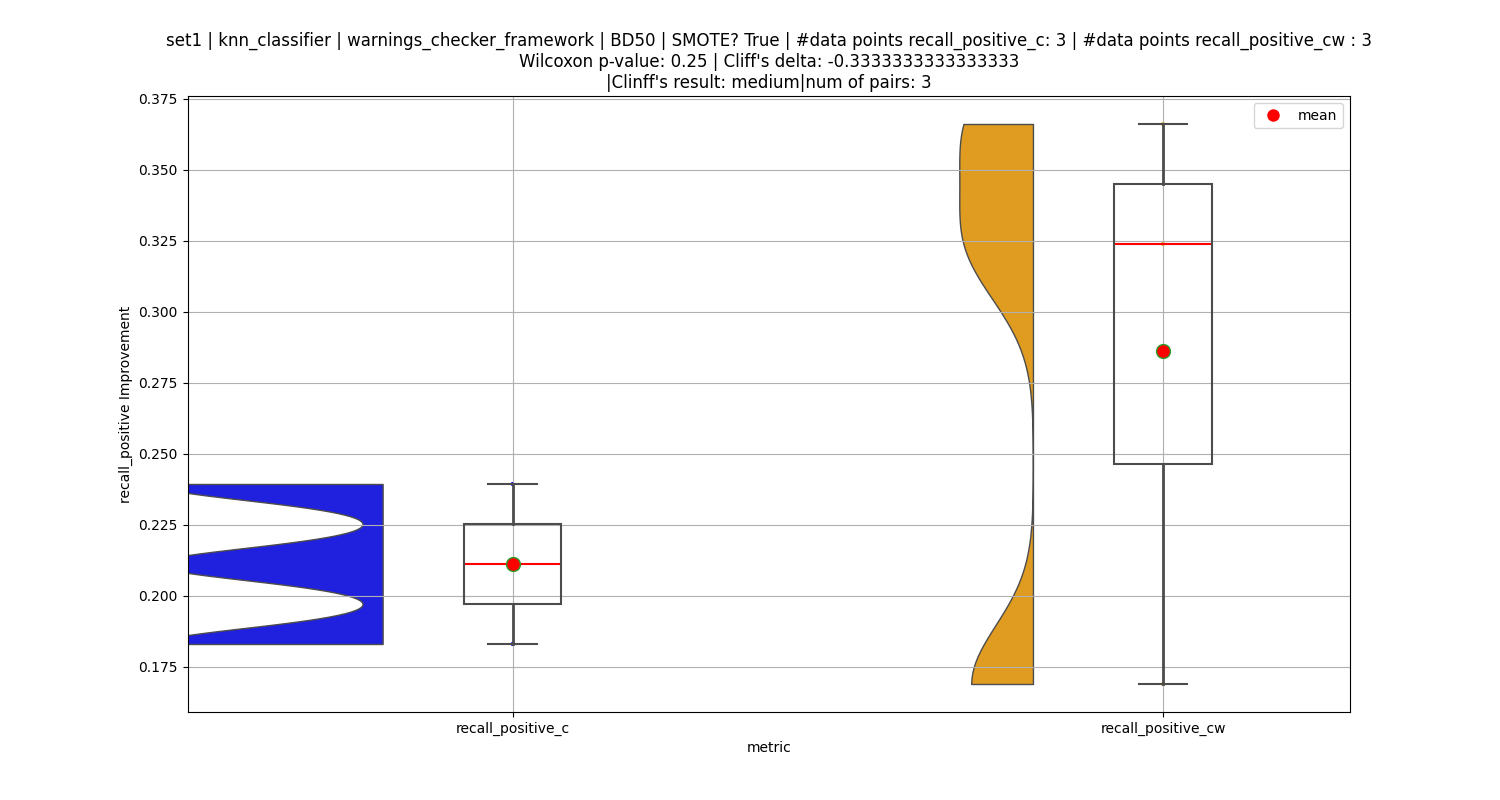 set1 | knn_classifier | warnings_checker_framework | BD50 | SMOTE? True | #data points recall_positive_c: 3 | #data points recall_positive_cw : 3
Wilcoxon p-value: 0.25 | Cliff's delta: -0.3333333333333333
|Clinff's result: medium|num of pairs: 3
mean
0.375
0.350
0.325
0.300
0.275
0.250
0.225
0.200
0.175
recall_positive Improvement
recall_positive_c
recall_positive_cw
metric